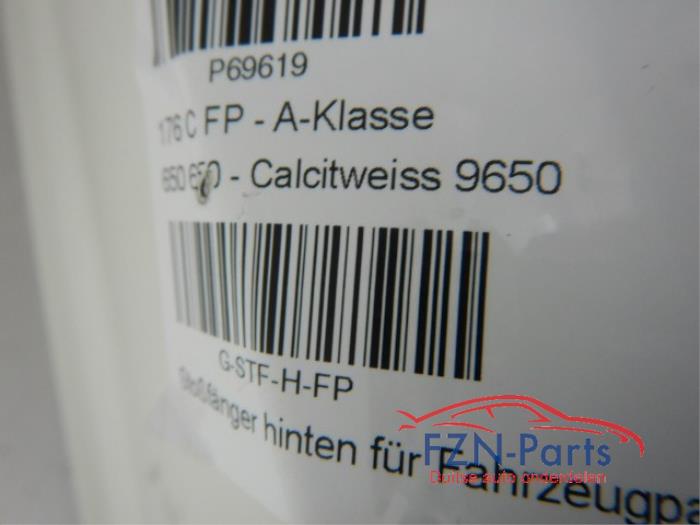 P69619
176 C FP - A-Klasse
650 650 - Calcitweiss 9650
G-STF-H-FP
Stoßfänger hinten für Fahrzeugpa
FZN-Parts
Duitse auto onderdelen